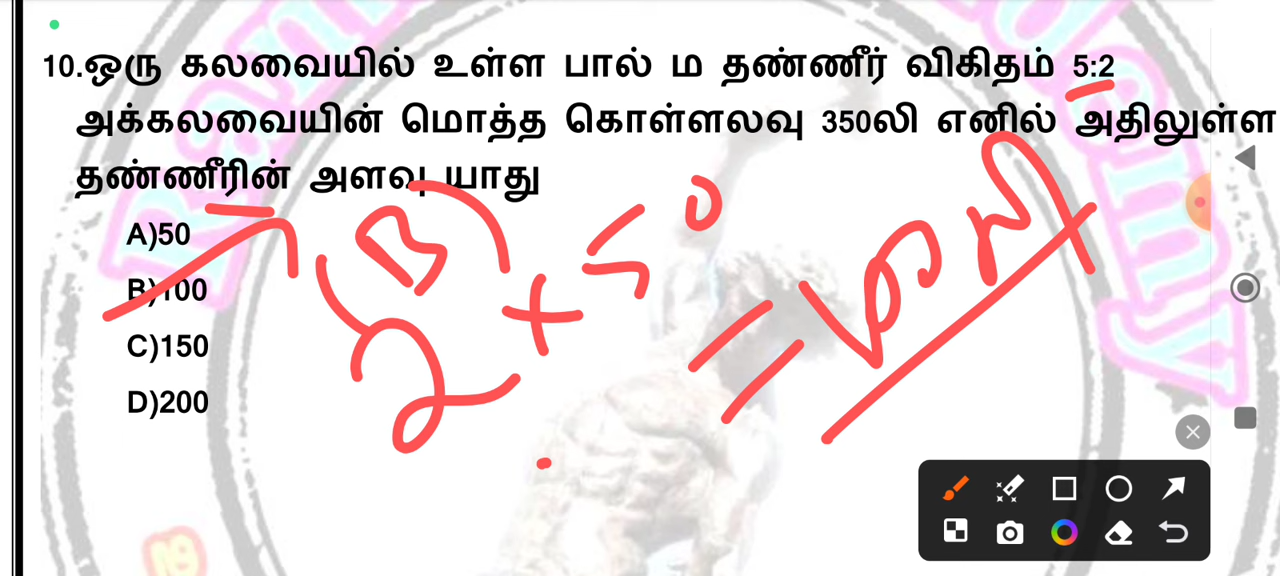 10.ஒரு கலவையில் உள்ள பால் ம தண்ணீர் விகிதம் 5:2
அக்கலவையின் மொத்த கொள்ளலவு 350லி எனில் அதிலுள்ள
தண்ணீரின் அளவு யாது
A)50
B)100
C)150
D)200
2 + 50 =
19